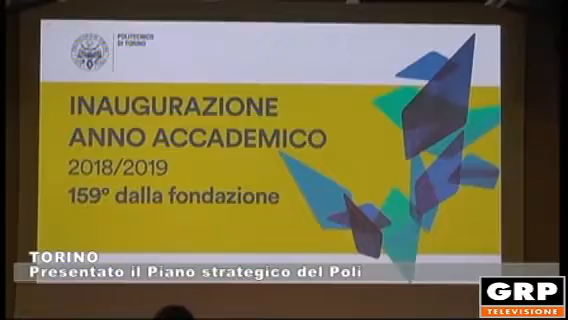 POLITECNICO
DI TORINO
INAUGURAZIONE
ANNO ACCADEMICO
2018/2019
159° dalla fondazione
TORINO
Presentato il Piano strategico del Poli
GRP
TELEVISIONE